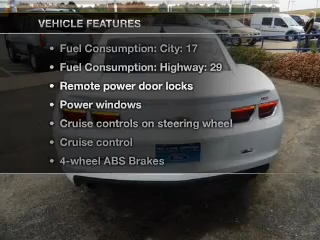 VEHICLE FEATURES
• Fuel Consumption: City: 17
• Fuel Consumption: Highway: 29
• Remote power door locks
• Power windows
• Cruise controls on steering wheel
• Cruise control
• 4-wheel ABS Brakes